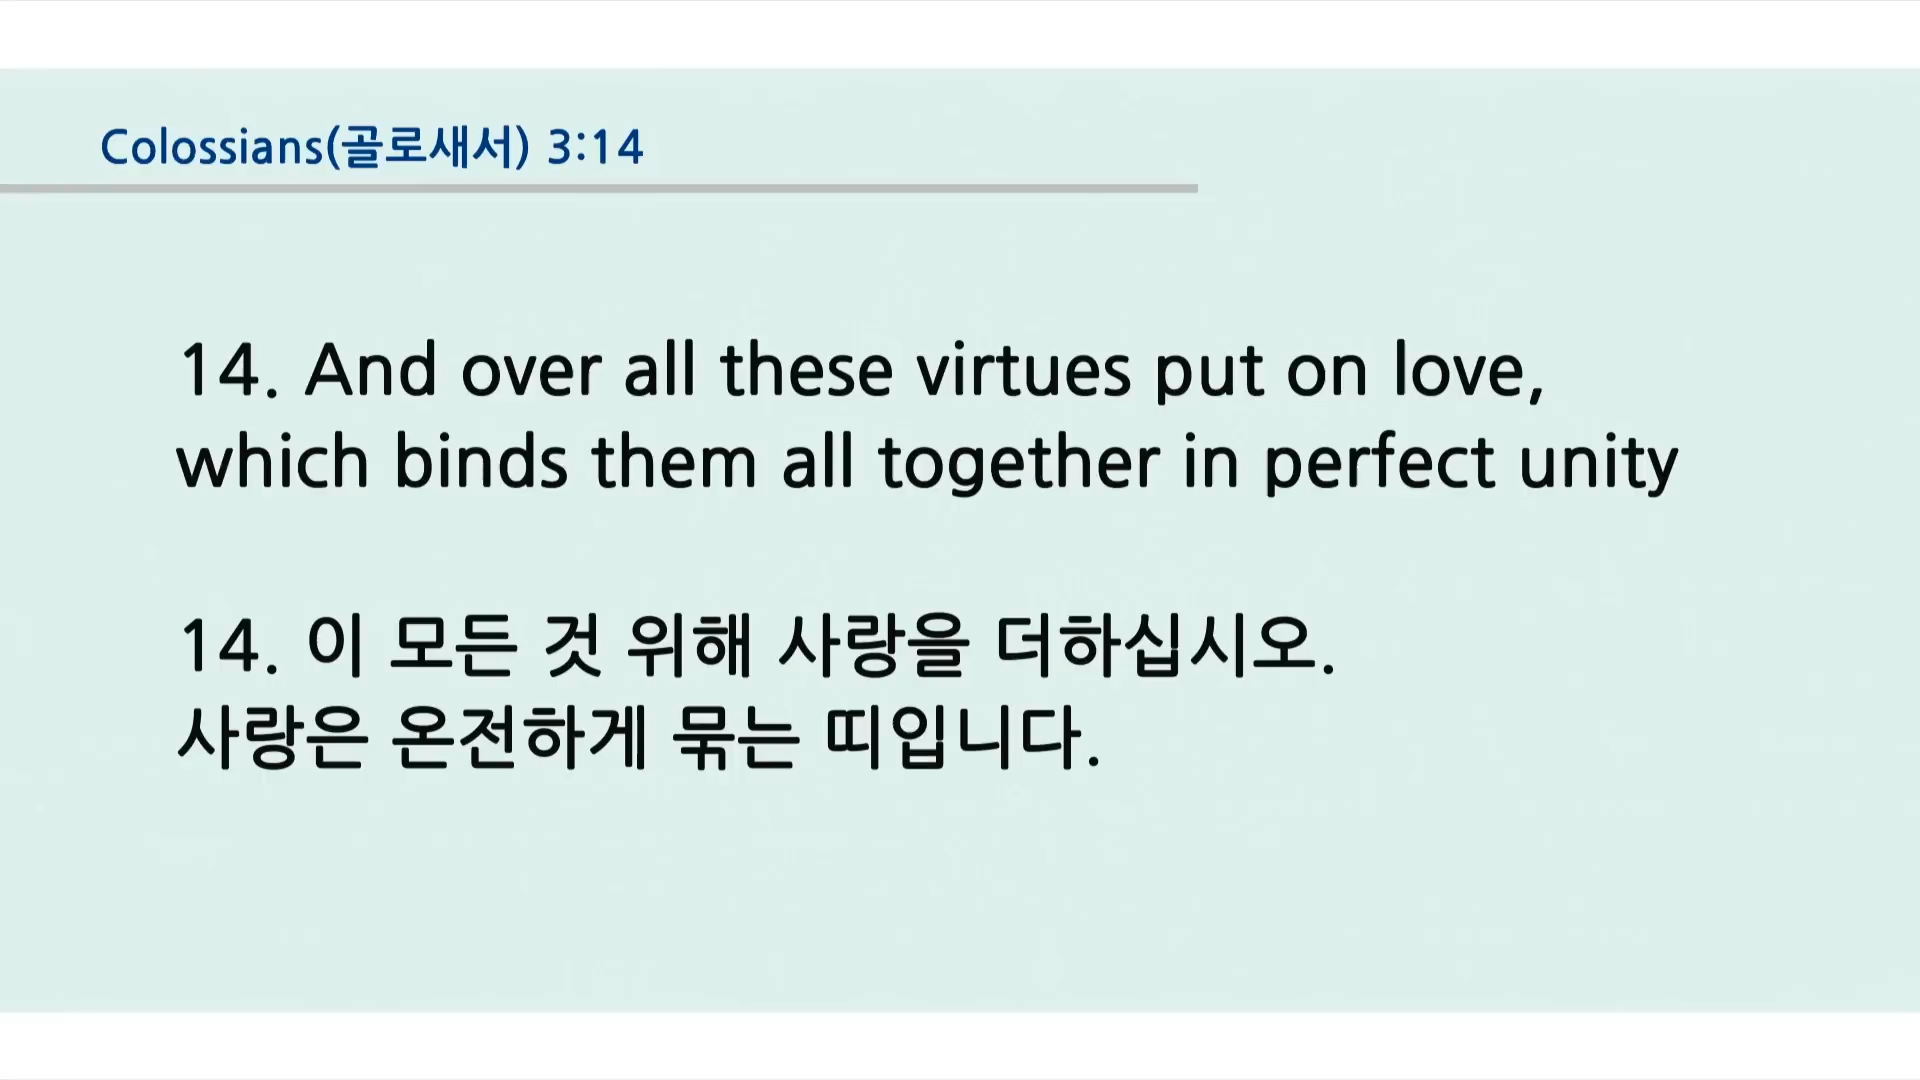 Colossians(골로새서) 3:14
14. And over all these virtues put on love,
which binds them all together in perfect unity
14. 이 모든 것 위해 사랑을 더하십시오.
사랑은 온전하게 묶는 띠입니다.